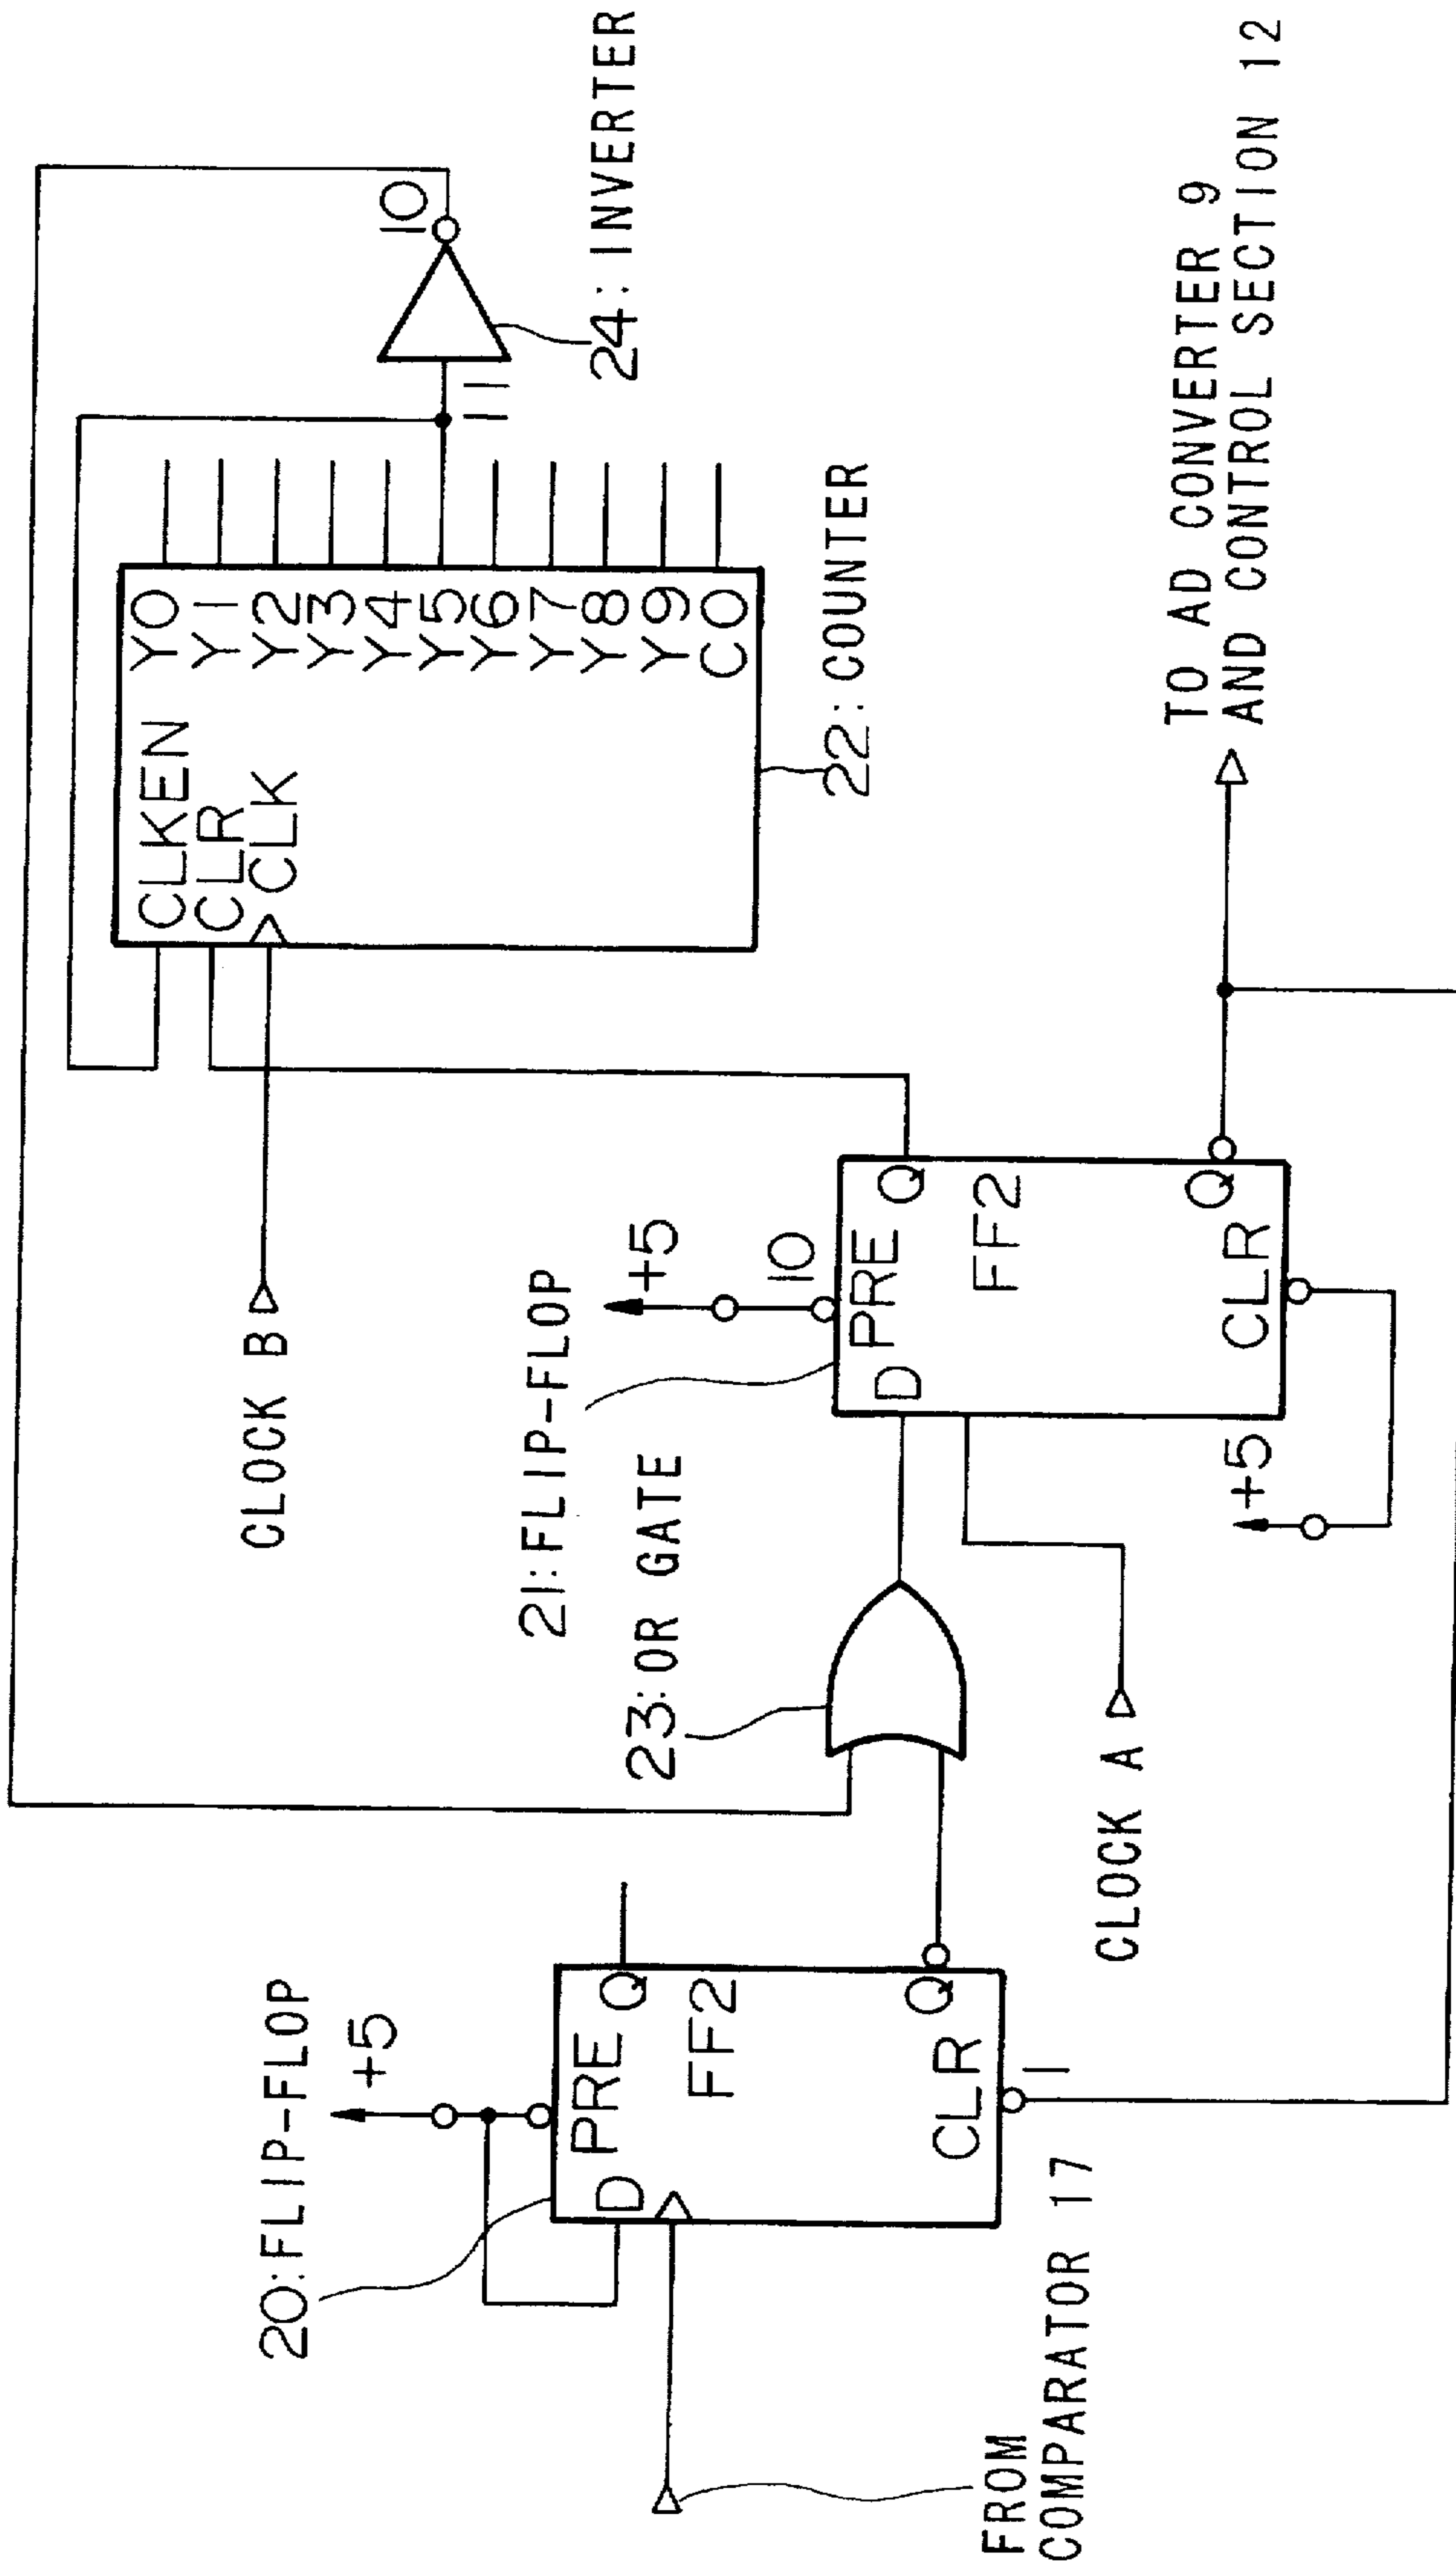 20:FLIP-FLOP
+5
PRE
D
Q
FF2
Q
CLR
1
FROM
COMPARATOR 17
23:OR GATE
CLOCK A
21:FLIP-FLOP
+5
10
PRE
D
Q
FF2
Q
CLR
+5
CLOCK B
CLKEN
CLR
CLK
Y0
Y1
Y2
Y3
Y4
Y5
Y6
Y7
Y8
Y9
CO
22:COUNTER
11
10
24:INVERTER
TO AD CONVERTER 9
AND CONTROL SECTION 12